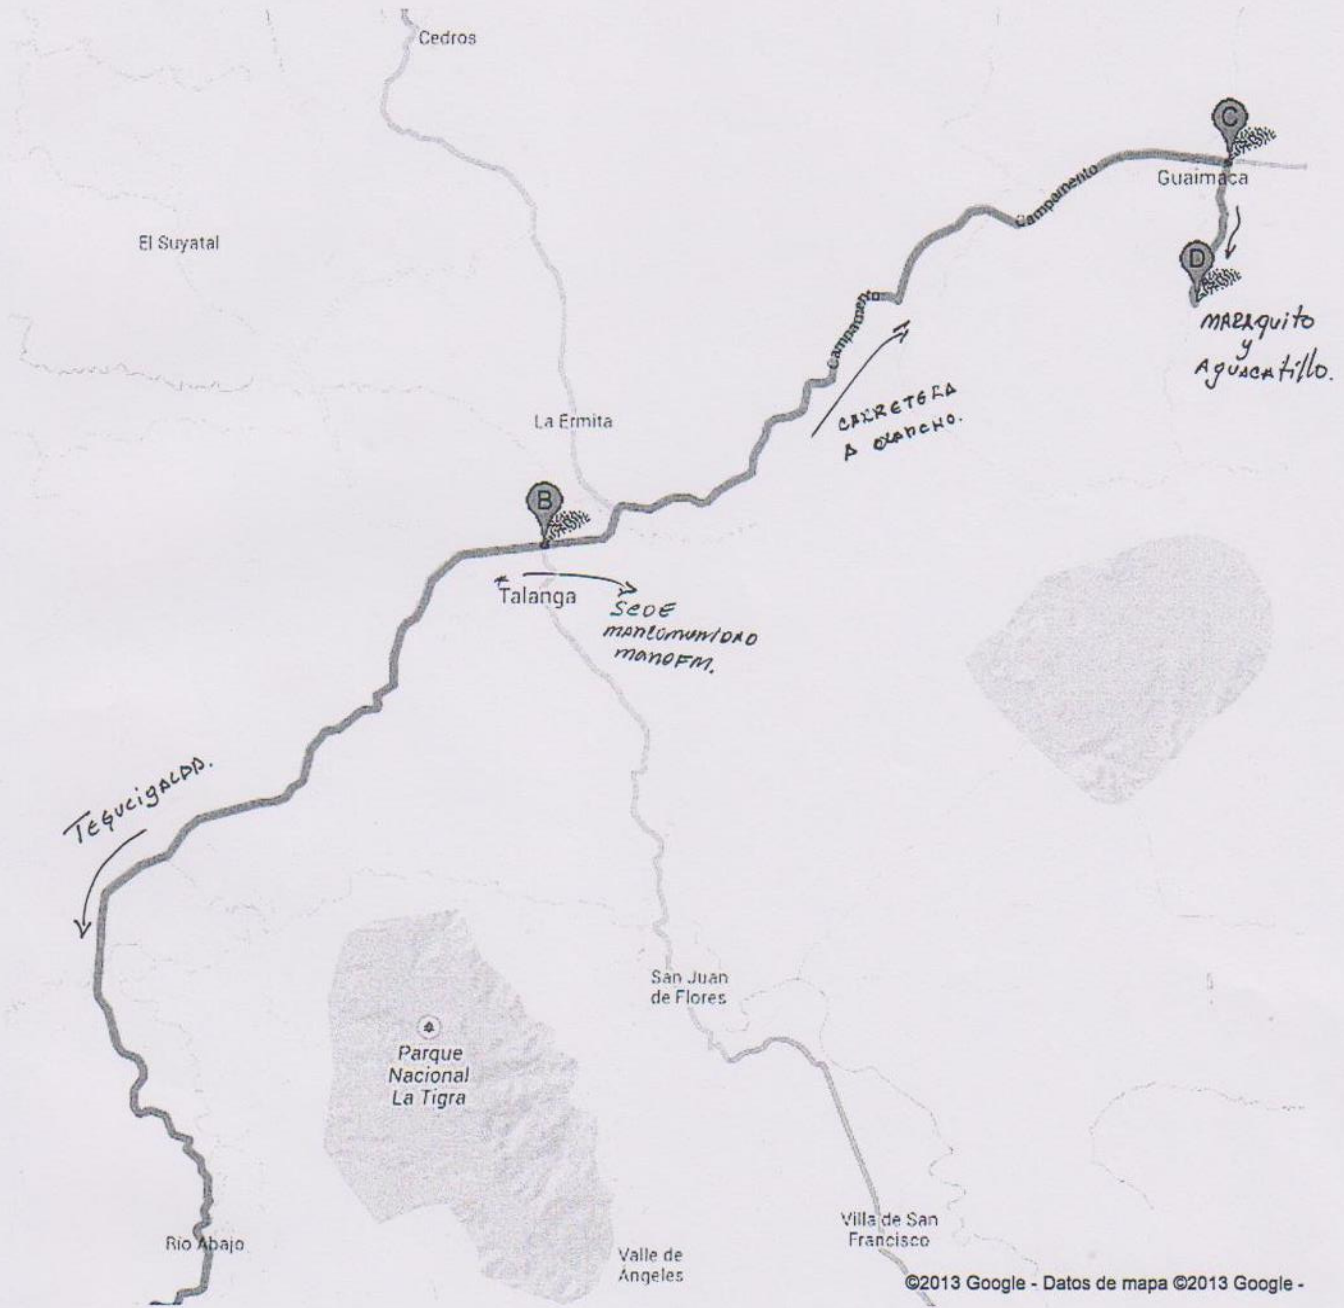 Cedros
C
Guaimaca
Campamento
El Suyatal
D
Campamento
MARAquito
y
AguacAtillo.
CARRETERA
A OLANCHO.
La Ermita
B
* Talanga
SEDE
MANCOMUNIDAD
MANOFM.
TEgucigALPA.
San Juan
de Flores
Parque
Nacional
La Tigra
Villa de San
Francisco
Río Abajo
Valle de
Ángeles
©2013 Google - Datos de mapa ©2013 Google -